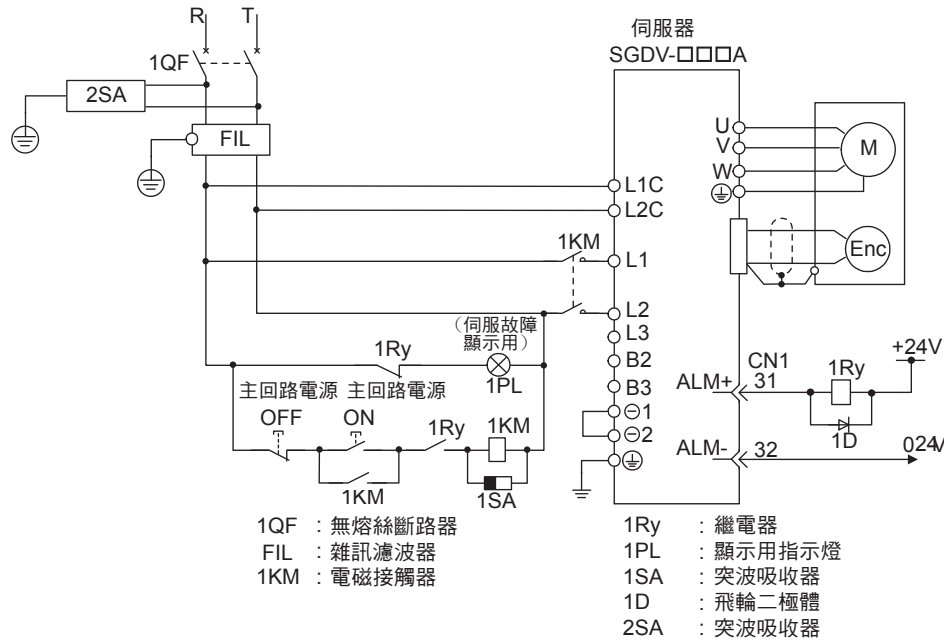 R T
1QF
2SA
FIL
伺服器
SGDV-□□□A
U
V
W
M
Enc
L1C
L2C
1KM
L1
L2
L3
B2
B3
⊖1
⊖2
(伺服故障
顯示用)
1Ry
1PL
主回路電源 主回路電源
OFF ON
1Ry 1KM
1KM
1SA
CN1
ALM+ 31
1Ry
+24V
1D
ALM- 32
024V
1QF :無熔絲斷路器
FIL :雜訊濾波器
1KM :電磁接觸器
1Ry :繼電器
1PL :顯示用指示燈
1SA :突波吸收器
1D :飛輪二極體
2SA :突波吸收器